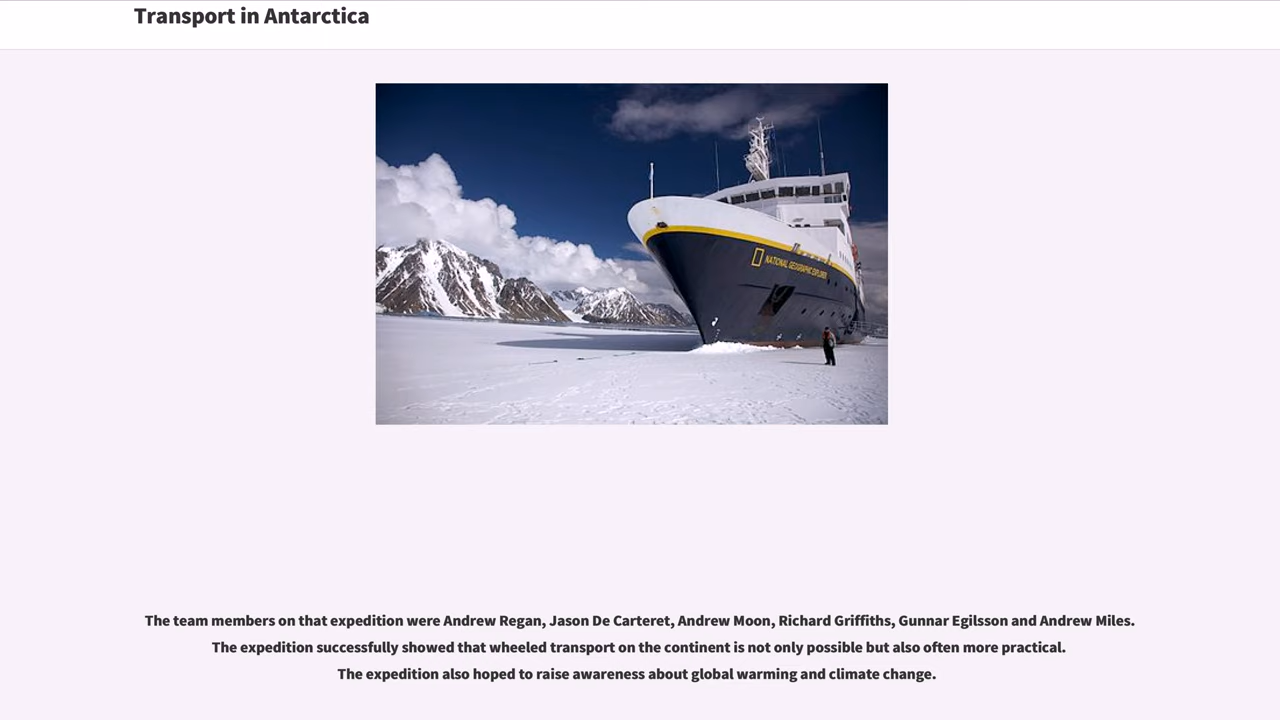 Transport in Antarctica
NATIONAL GEOGRAPHIC EXPLORER
The team members on that expedition were Andrew Regan, Jason De Carteret, Andrew Moon, Richard Griffiths, Gunnar Egilsson and Andrew Miles.
The expedition successfully showed that wheeled transport on the continent is not only possible but also often more practical.
The expedition also hoped to raise awareness about global warming and climate change.